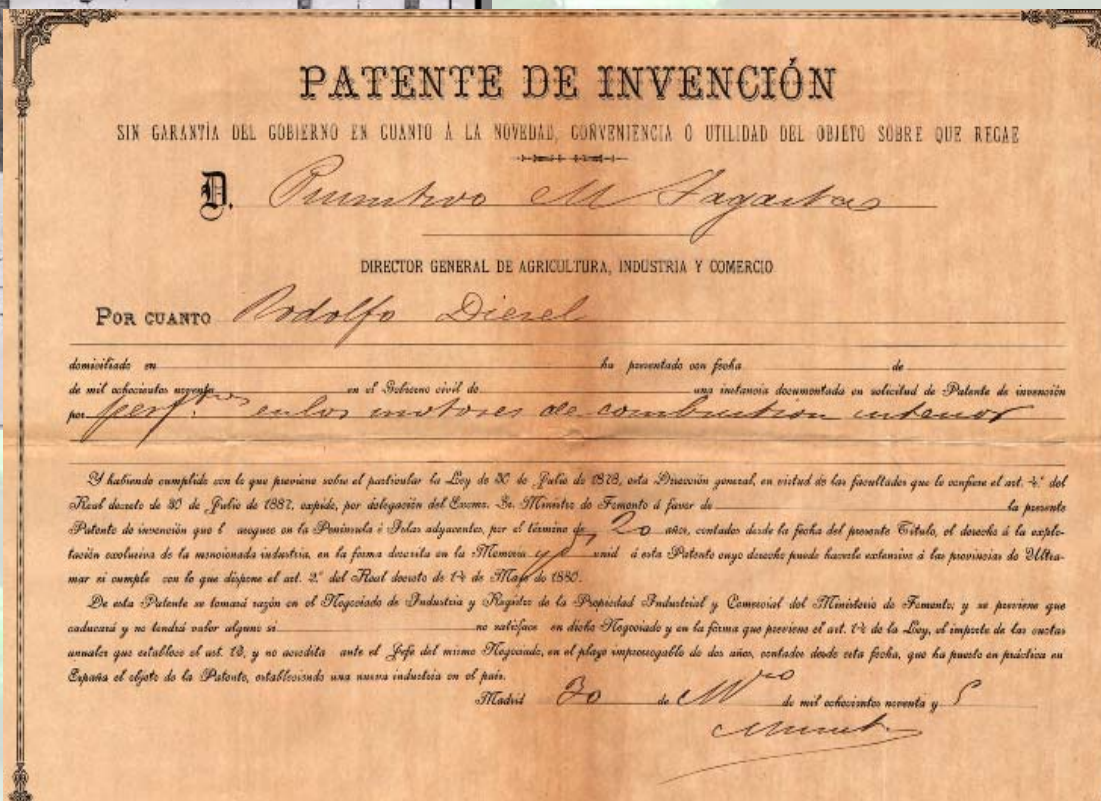 PATENTE DE INVENCIÓN
SIN GARANTÍA DEL GOBIERNO EN CUANTO Á LA NOVEDAD, CONVENIENCIA Ó UTILIDAD DEL OBJETO SOBRE QUE RECAE
D. Primitivo M Sagasta
DIRECTOR GENERAL DE AGRICULTURA, INDUSTRIA Y COMERCIO
POR CUANTO Rodolfo Diesel
domiciliado en ha presentado con fecha de
de mil ochocientos noventa en el Gobierno civil de una instancia documentada en solicitud de Patente de invención
por perf. en los motores de combustion interior
Y habiendo cumplido con lo que previene sobre el particular la Ley de 30 de Julio de 1878, esta Dirección general, en virtud de las facultades que le confiere el art. 4.º del
Real decreto de 30 de Julio de 1887, expide, por delegación del Excmo. Sr. Ministro de Fomento á favor de la presente
Patente de invención que l asegure en la Península é Islas adyacentes, por el término de 20 años, contados desde la fecha del presente Título, el derecho á la explo-
tación exclusiva de la mencionada industria, en la forma descrita en la Memoria unid á esta Patente cuyo derecho puede hacerle extensivo á las provincias de Ultra-
mar si cumple con lo que dispone el art. 2.º del Real decreto de 14 de Mayo de 1880.
De esta Patente se tomará razón en el Negociado de Industria y Registro de la Propiedad Industrial y Comercial del Ministerio de Fomento; y se previene que
caducará y no tendrá valor alguno si no satisface en dicho Negociado y en la forma que previene el art. 14 de la Ley, el importe de las cuotas
anuales que establece el art. 13, y no acredita ante el Jefe del mismo Negociado, en el plazo improrrogable de dos años, contados desde esta fecha, que ha puesto en práctica en
España el objeto de la Patente, estableciendo una nueva industria en el país.
Madrid 30 de de mil ochocientos noventa y 5